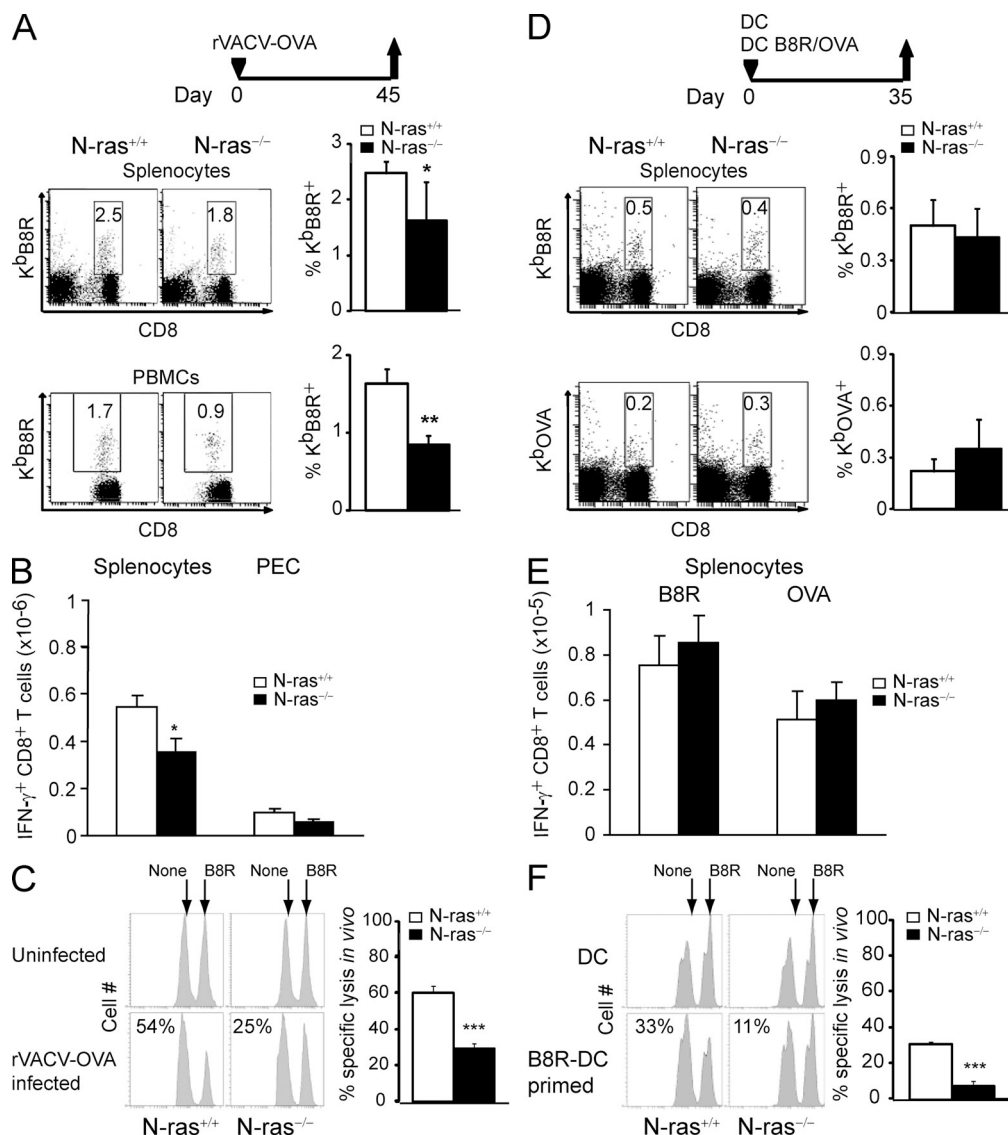 A
rVACV-OVA
Day 0 45
N-ras+/+ N-ras−/−
Splenocytes
KbB8R
2.5 1.8
CD8
N-ras+/+
N-ras−/−
% KbB8R+
3
2
1
0
*
PBMCs
KbB8R
1.7 0.9
CD8
% KbB8R+
2
1
0
**
B
Splenocytes PEC
IFN-γ+ CD8+ T cells (x10-6)
1
0.8
0.6
0.4
0.2
0
*
N-ras+/+
N-ras−/−
C
None B8R None B8R
Uninfected
Cell #
rVACV-OVA
infected
54% 25%
N-ras+/+ N-ras−/−
% specific lysis in vivo
100
80
60
40
20
0
N-ras+/+
N-ras−/−
***
D
DC
DC B8R/OVA
Day 0 35
N-ras+/+ N-ras−/−
Splenocytes
KbB8R
0.5 0.4
CD8
N-ras+/+
N-ras−/−
% KbB8R+
0.9
0.6
0.3
0
KbOVA
0.2 0.3
CD8
% KbOVA+
0.9
0.6
0.3
0
E
Splenocytes
B8R OVA
IFN-γ+ CD8+ T cells (x10-5)
1
0.8
0.6
0.4
0.2
0
N-ras+/+
N-ras−/−
F
None B8R None B8R
DC
Cell #
B8R-DC
primed
33% 11%
N-ras+/+ N-ras−/−
% specific lysis in vivo
100
80
60
40
20
0
N-ras+/+
N-ras−/−
***